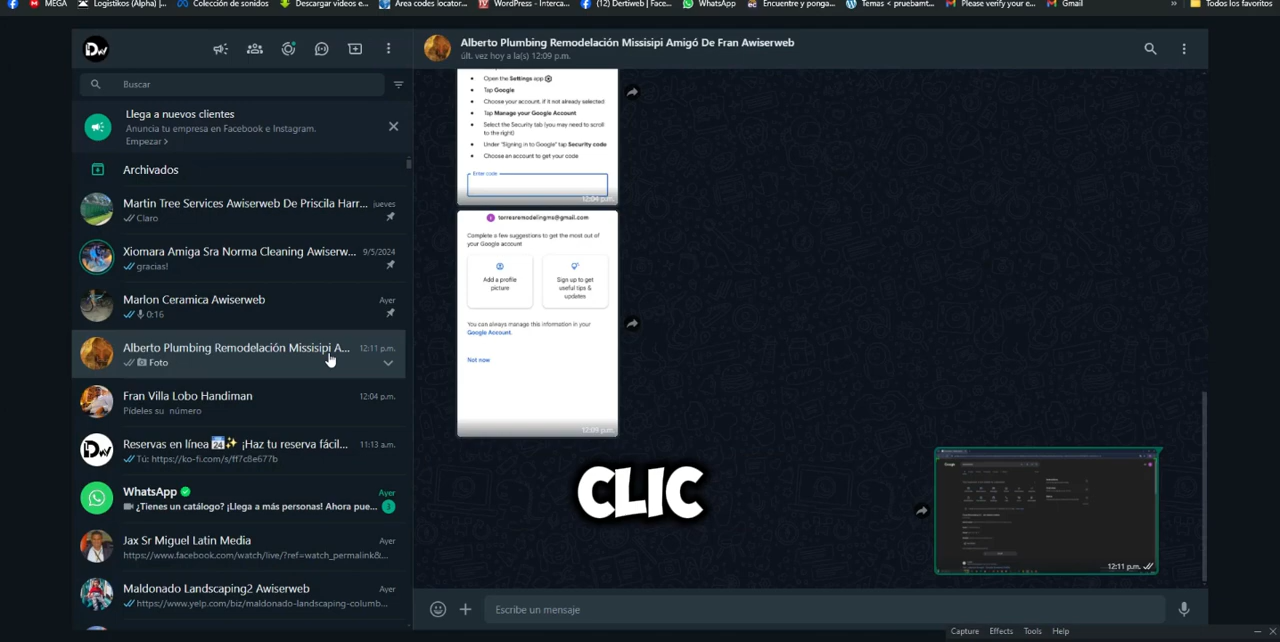 MEGA
Logistikos (Alpha) |...
Colección de sonidos
Descargar videos e...
Area codes locator...
WordPress - Interca...
(12) Dertiweb | Face...
WhatsApp
Encuentre y ponga...
Temas < pruebamt...
Please verify your e...
Gmail
»
Todos los favoritos
DW
Buscar
Llega a nuevos clientes
Anuncia tu empresa en Facebook e Instagram.
Empezar >
Archivados
Martin Tree Services Awiserweb De Priscila Harr...
jueves
Claro
Xiomara Amiga Sra Norma Cleaning Awiserw...
9/5/2024
gracias!
Marlon Ceramica Awiserweb
Ayer
0:16
Alberto Plumbing Remodelación Missisipi A...
12:11 p.m.
Foto
Fran Villa Lobo Handiman
12:04 p.m.
Pídeles su número
Reservas en línea 📅✨ ¡Haz tu reserva fácil...
11:13 a.m.
Tú: https://ko-fi.com/s/ff7c8e677b
WhatsApp
Ayer
¿Tienes un catálogo? ¡Llega a más personas! Ahora pue...
3
Jax Sr Miguel Latin Media
Ayer
https://www.facebook.com/watch/live/?ref=watch_permalink&...
Maldonado Landscaping2 Awiserweb
Ayer
https://www.yelp.com/biz/maldonado-landscaping-columb...
Alberto Plumbing Remodelación Missisipi Amigó De Fran Awiserweb
últ. vez hoy a la(s) 12:09 p.m.
• Open the Settings app
• Tap Google
• Choose your account, if it not already selected
• Tap Manage your Google Account
• Select the Security tab (you may need to scroll
to the right)
• Under "Signing in to Google" tap Security code
• Choose an account to get your code
Enter code
12:04 p.m.
torresremodelingms@gmail.com
Complete a few suggestions to get the most out of
your Google account
Add a profile
picture
Sign up to get
useful tips &
updates
You can always manage this information in your
Google Account.
Not now
12:09 p.m.
CLIC
Google
12:11 p.m.
Escribe un mensaje
Capture
Effects
Tools
Help